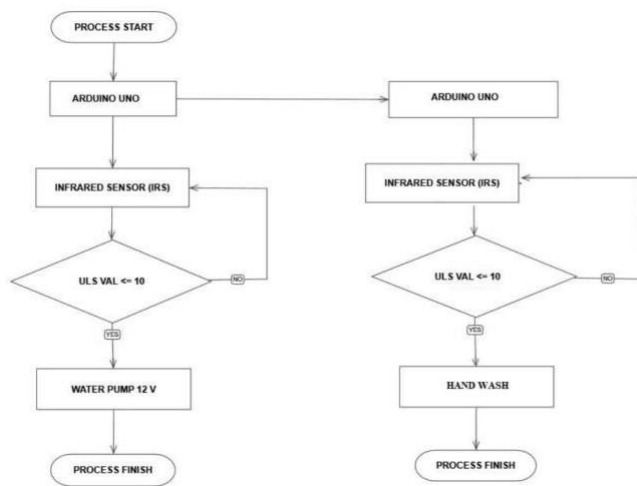 PROCESS START
ARDUINO UNO
INFRARED SENSOR (IRS)
ULS VAL <= 10
NO
YES
WATER PUMP 12 V
PROCESS FINISH
ARDUINO UNO
INFRARED SENSOR (IRS)
ULS VAL <= 10
NO
YES
HAND WASH
PROCESS FINISH